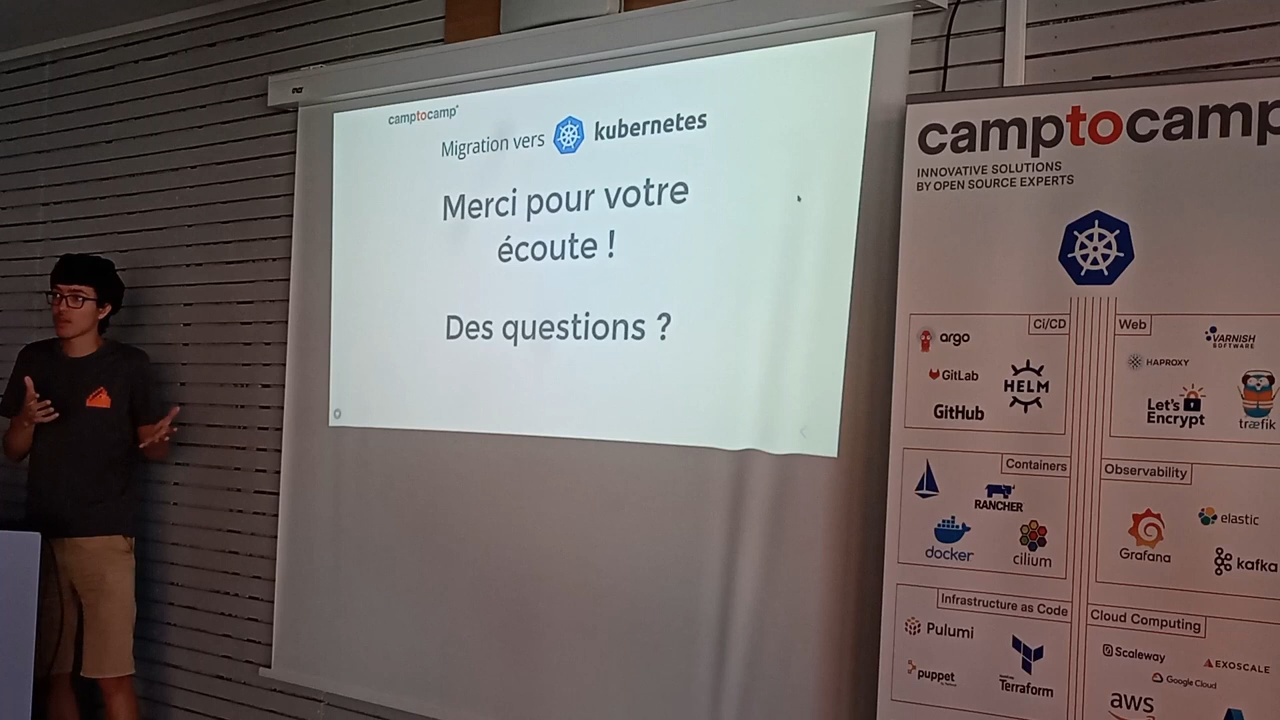 camptocamp
Migration vers kubernetes
Merci pour votre
écoute !
Des questions ?
camptocamp
INNOVATIVE SOLUTIONS
BY OPEN SOURCE EXPERTS
Ci/CD
argo
GitLab
HELM
GitHub
Web
VARNISH
SOFTWARE
HAPROXY
Let's
Encrypt
træfik
Containers
RANCHER
docker
cilium
Observability
elastic
Grafana
kafka
Infrastructure as Code
Pulumi
puppet
Terraform
Cloud Computing
Scaleway
EXOSCALE
Google Cloud
aws